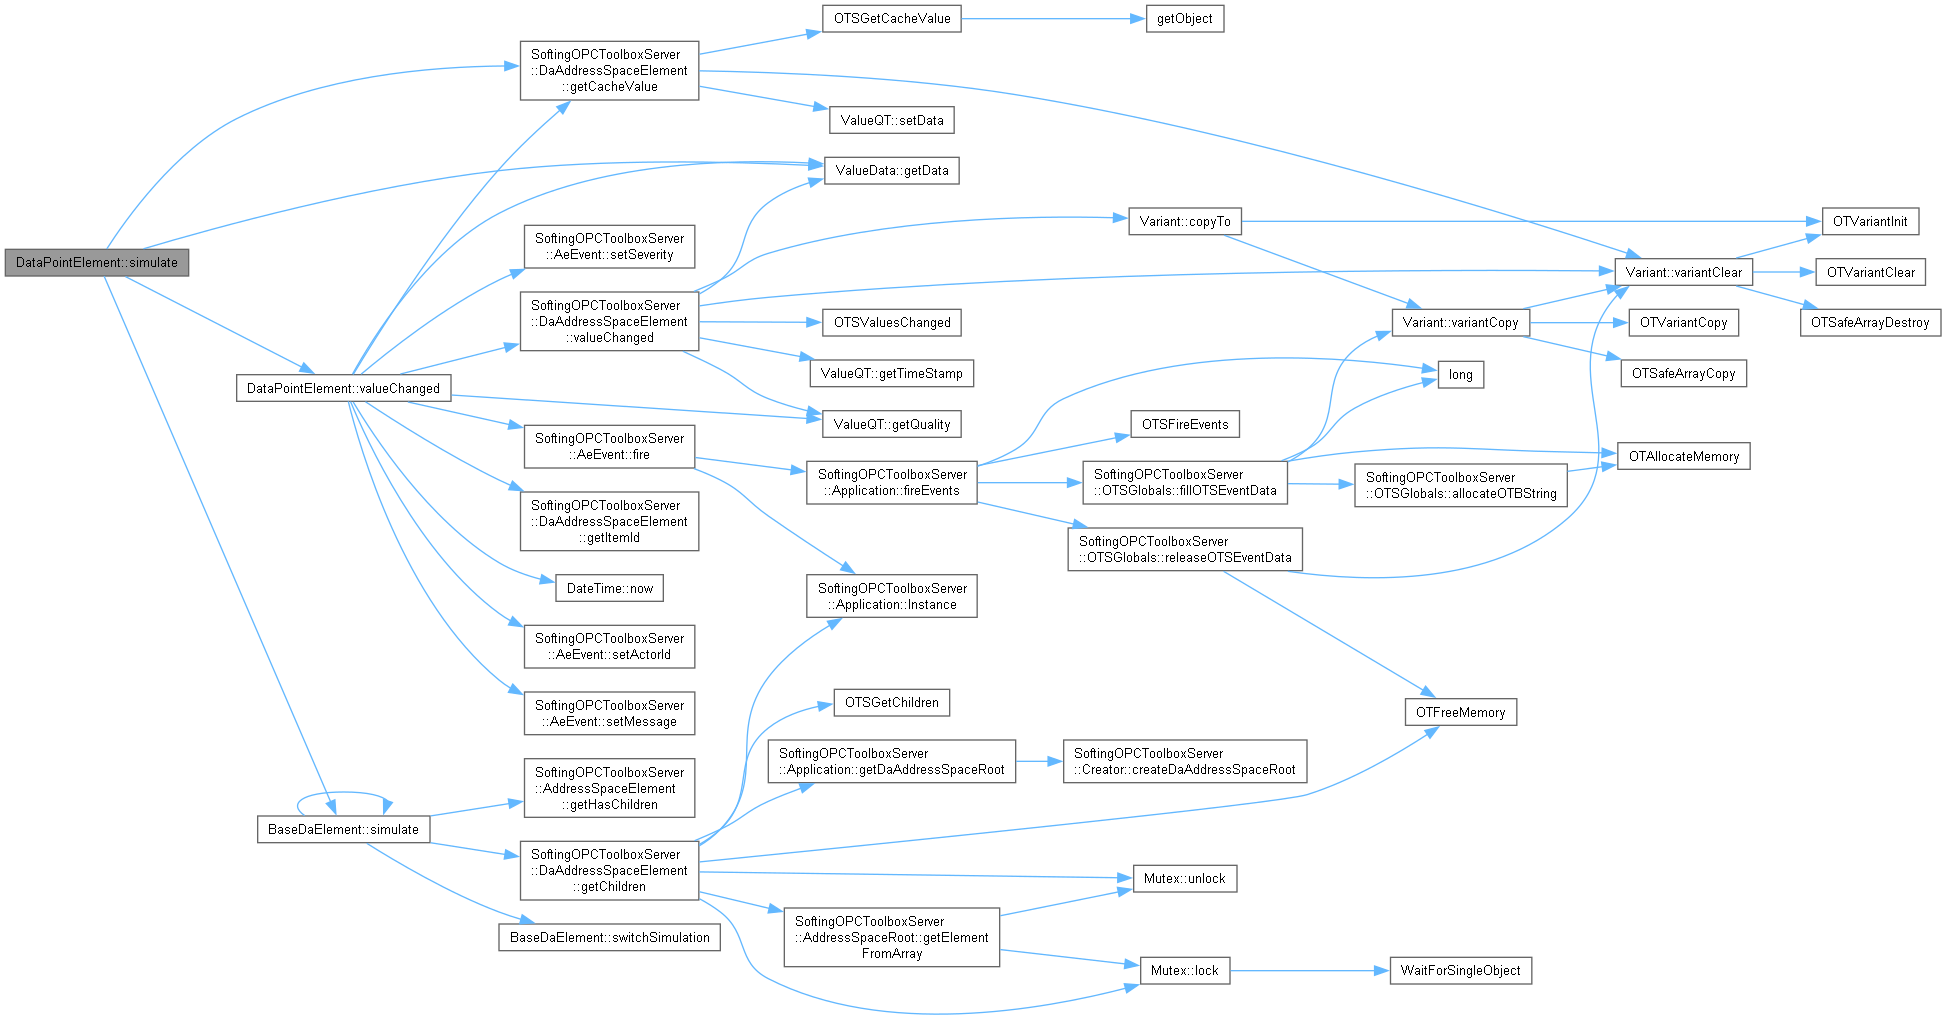 DataPointElement::simulate
SoftingOPCToolboxServer
::DaAddressSpaceElement
::getCacheValue
OTSGetCacheValue
getObject
ValueQT::setData
ValueData::getData
SoftingOPCToolboxServer
::AeEvent::setSeverity
SoftingOPCToolboxServer
::DaAddressSpaceElement
::valueChanged
Variant::copyTo
OTVariantInit
Variant::variantClear
OTVariantClear
OTSafeArrayDestroy
OTSValuesChanged
Variant::variantCopy
OTVariantCopy
OTSafeArrayCopy
ValueQT::getTimeStamp
DataPointElement::valueChanged
long
ValueQT::getQuality
OTSFireEvents
SoftingOPCToolboxServer
::AeEvent::fire
SoftingOPCToolboxServer
::Application::fireEvents
SoftingOPCToolboxServer
::OTSGlobals::fillOTSEventData
SoftingOPCToolboxServer
::OTSGlobals::allocateOTBString
OTAllocateMemory
SoftingOPCToolboxServer
::DaAddressSpaceElement
::getItemId
SoftingOPCToolboxServer
::OTSGlobals::releaseOTSEventData
DateTime::now
SoftingOPCToolboxServer
::Application::Instance
SoftingOPCToolboxServer
::AeEvent::setActorId
SoftingOPCToolboxServer
::AeEvent::setMessage
OTSGetChildren
OTFreeMemory
SoftingOPCToolboxServer
::Application::getDaAddressSpaceRoot
SoftingOPCToolboxServer
::Creator::createDaAddressSpaceRoot
SoftingOPCToolboxServer
::AddressSpaceElement
::getHasChildren
BaseDaElement::simulate
SoftingOPCToolboxServer
::DaAddressSpaceElement
::getChildren
Mutex::unlock
SoftingOPCToolboxServer
::AddressSpaceRoot::getElement
FromArray
BaseDaElement::switchSimulation
Mutex::lock
WaitForSingleObject